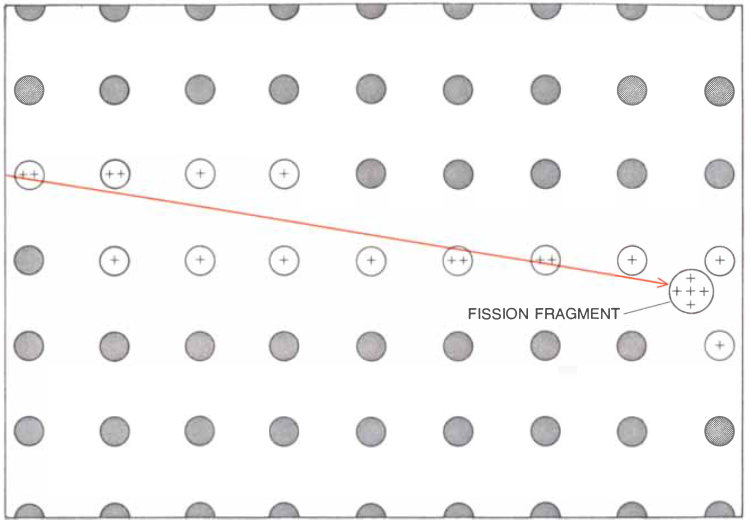 ++ ++ + +
+ + + + ++ ++ + +
+
+ + +
+
FISSION FRAGMENT
+